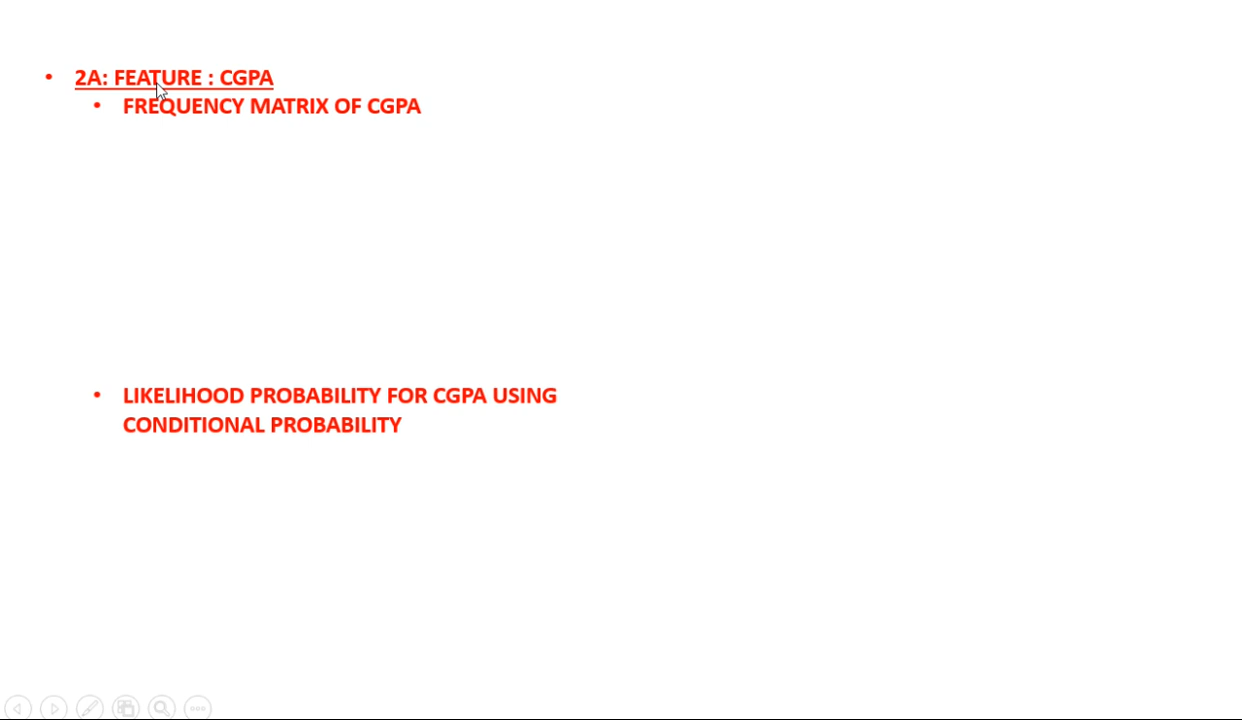 • 2A: FEATURE : CGPA
• FREQUENCY MATRIX OF CGPA
• LIKELIHOOD PROBABILITY FOR CGPA USING
CONDITIONAL PROBABILITY